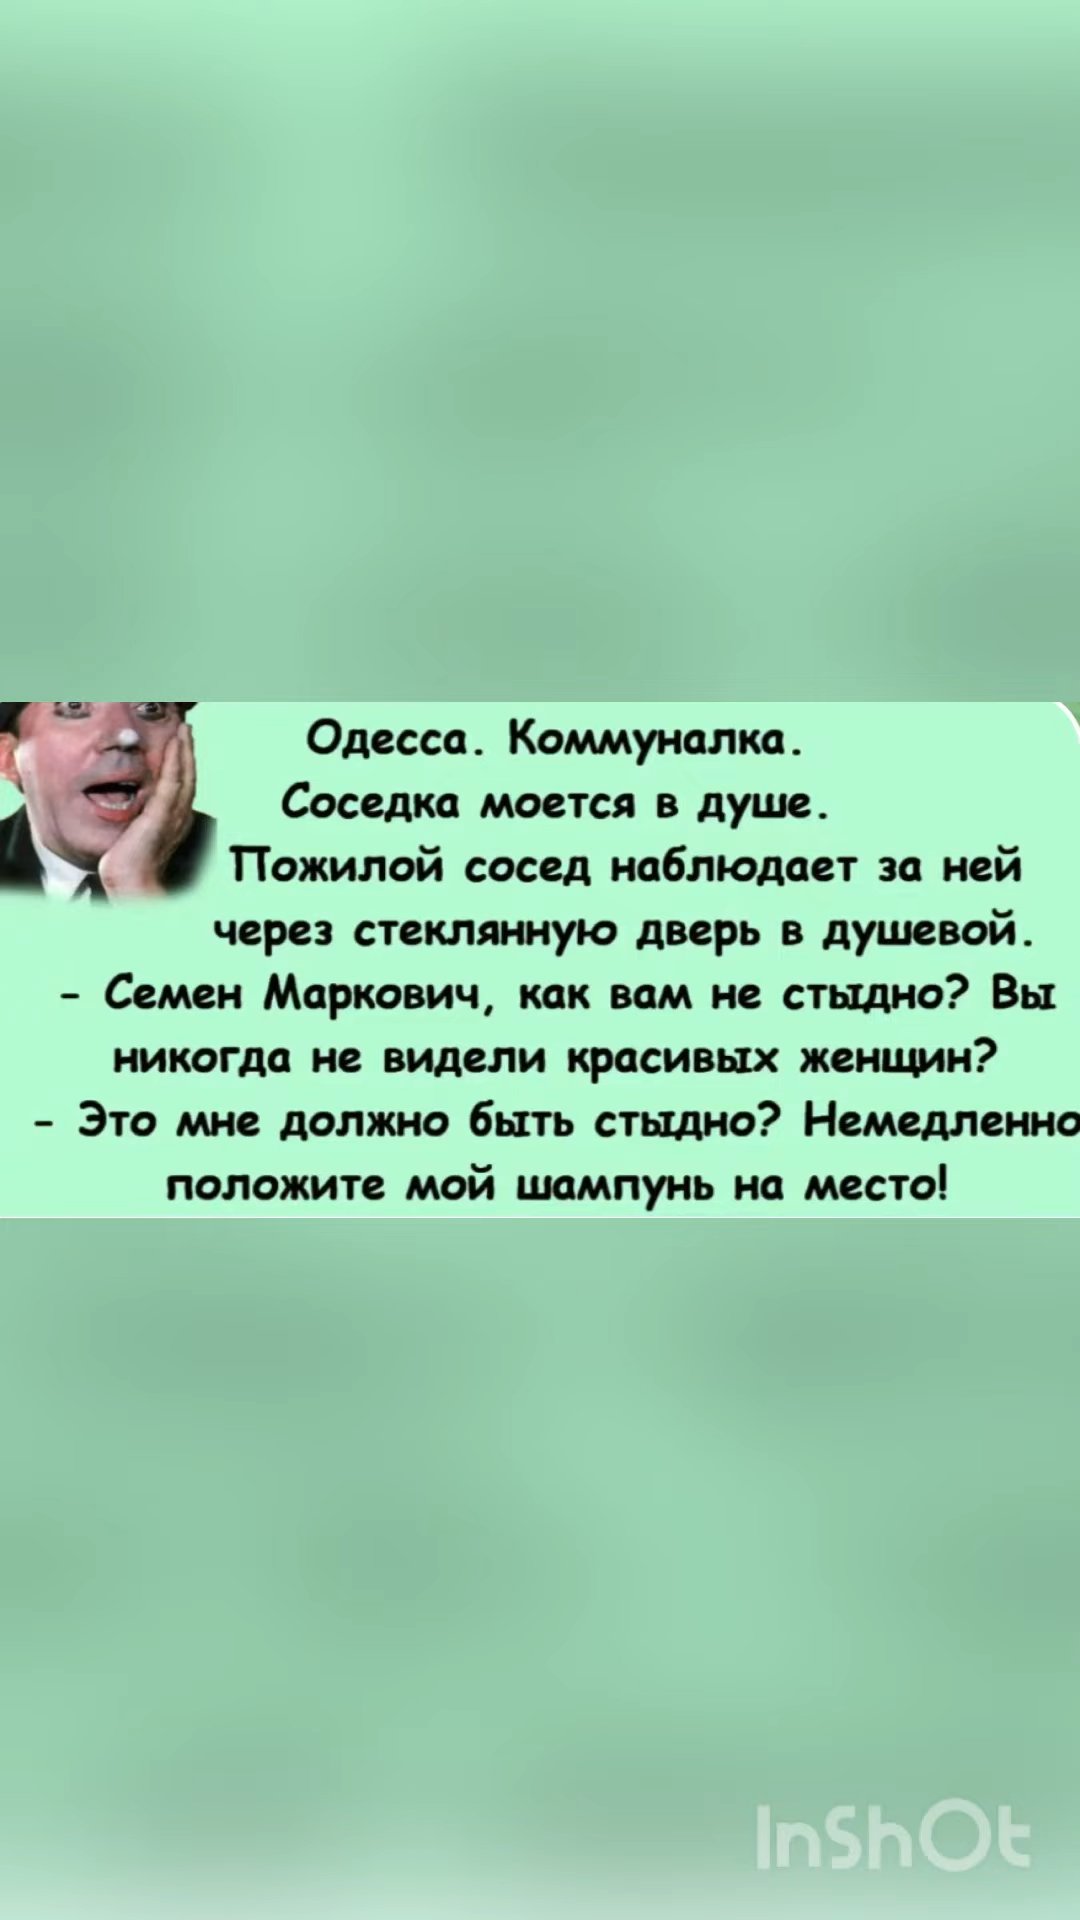 Одесса. Коммуналка.
Соседка моется в душе.
Пожилой сосед наблюдает за ней
через стеклянную дверь в душевой.
- Семен Маркович, как вам не стыдно? Вы
никогда не видели красивых женщин?
- Это мне должно быть стыдно? Немедленно
положите мой шампунь на место!
InShOt